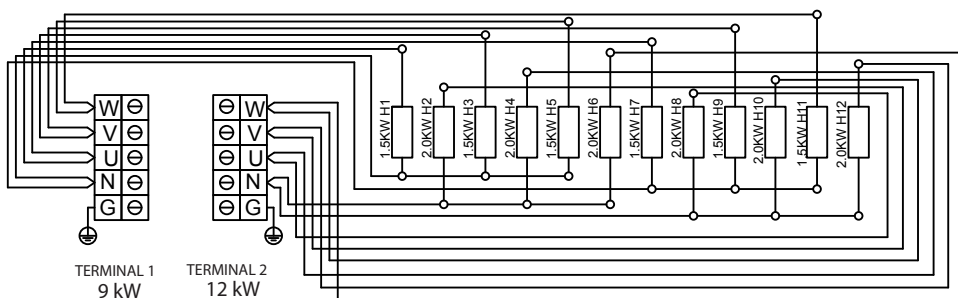 1.5KW H1
2.0KW H2
1.5KW H3
2.0KW H4
1.5KW H5
2.0KW H6
1.5KW H7
2.0KW H8
1.5KW H9
2.0KW H10
1.5KW H11
2.0KW H12
W
V
U
N
G
W
V
U
N
G
TERMINAL 1
9 kW
TERMINAL 2
12 kW